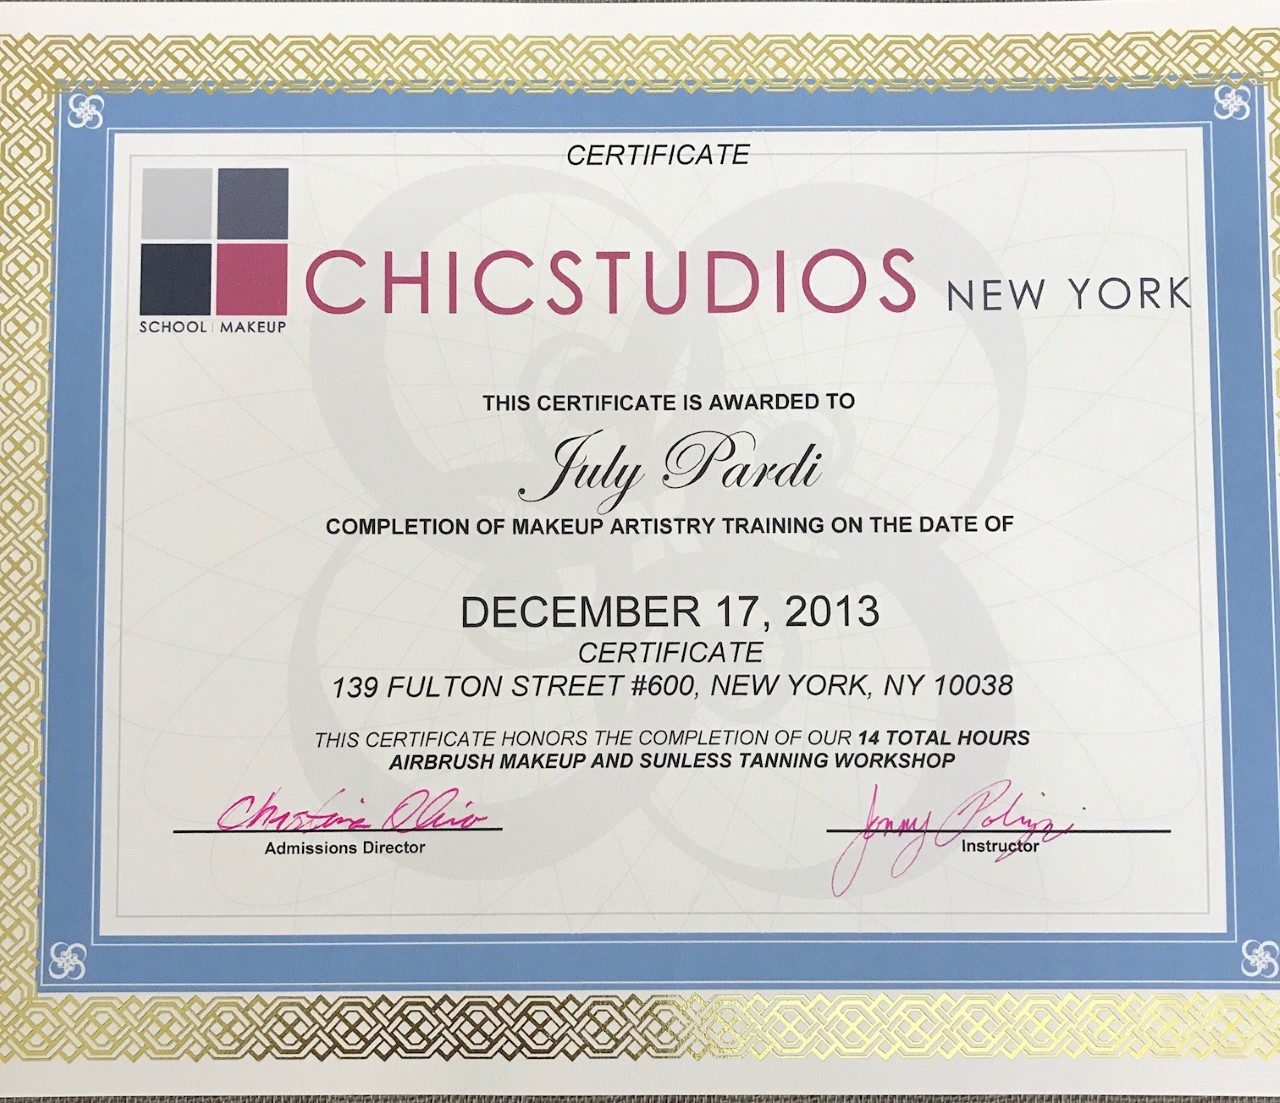 CERTIFICATE
CHICSTUDIOS NEW YORK
SCHOOL | MAKEUP
THIS CERTIFICATE IS AWARDED TO
July Pardi
COMPLETION OF MAKEUP ARTISTRY TRAINING ON THE DATE OF
DECEMBER 17, 2013
CERTIFICATE
139 FULTON STREET #600, NEW YORK, NY 10038
THIS CERTIFICATE HONORS THE COMPLETION OF OUR 14 TOTAL HOURS
AIRBRUSH MAKEUP AND SUNLESS TANNING WORKSHOP
Christina Jonny
Admissions Director Instructor